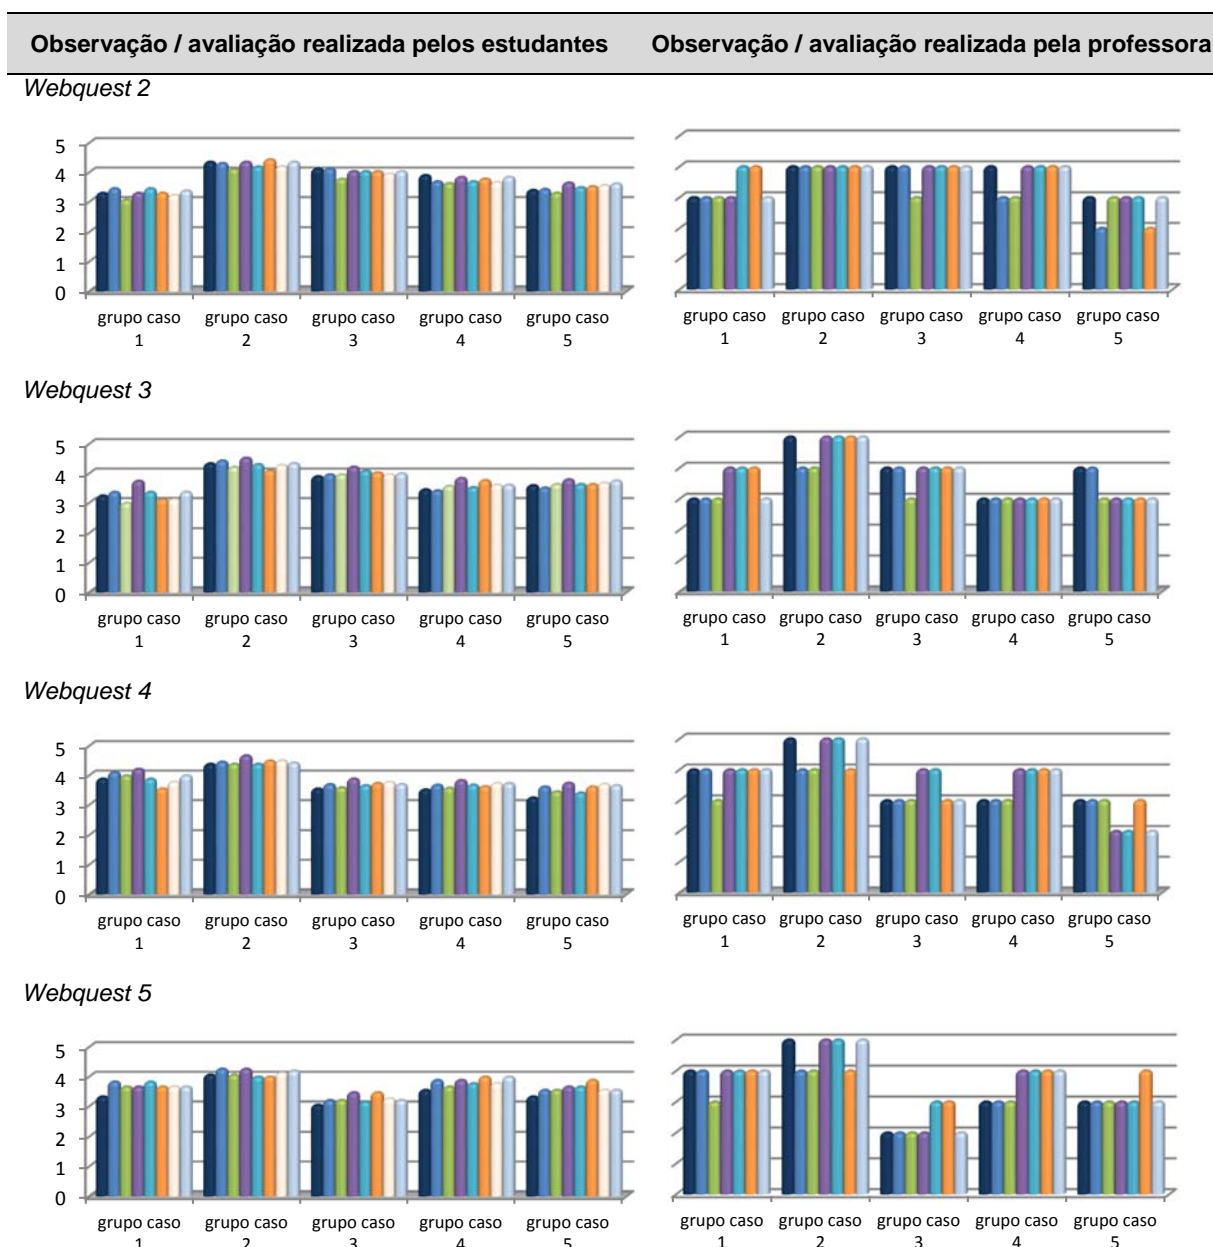 Observação / avaliação realizada pelos estudantes Observação / avaliação realizada pela professora
Webquest 2
5
4
3
2
1
0
grupo caso 1 grupo caso 2 grupo caso 3 grupo caso 4 grupo caso 5
grupo caso 1 grupo caso 2 grupo caso 3 grupo caso 4 grupo caso 5
Webquest 3
5
4
3
2
1
0
grupo caso 1 grupo caso 2 grupo caso 3 grupo caso 4 grupo caso 5
grupo caso 1 grupo caso 2 grupo caso 3 grupo caso 4 grupo caso 5
Webquest 4
5
4
3
2
1
0
grupo caso 1 grupo caso 2 grupo caso 3 grupo caso 4 grupo caso 5
grupo caso 1 grupo caso 2 grupo caso 3 grupo caso 4 grupo caso 5
Webquest 5
5
4
3
2
1
0
grupo caso 1 grupo caso 2 grupo caso 3 grupo caso 4 grupo caso 5
grupo caso 1 grupo caso 2 grupo caso 3 grupo caso 4 grupo caso 5